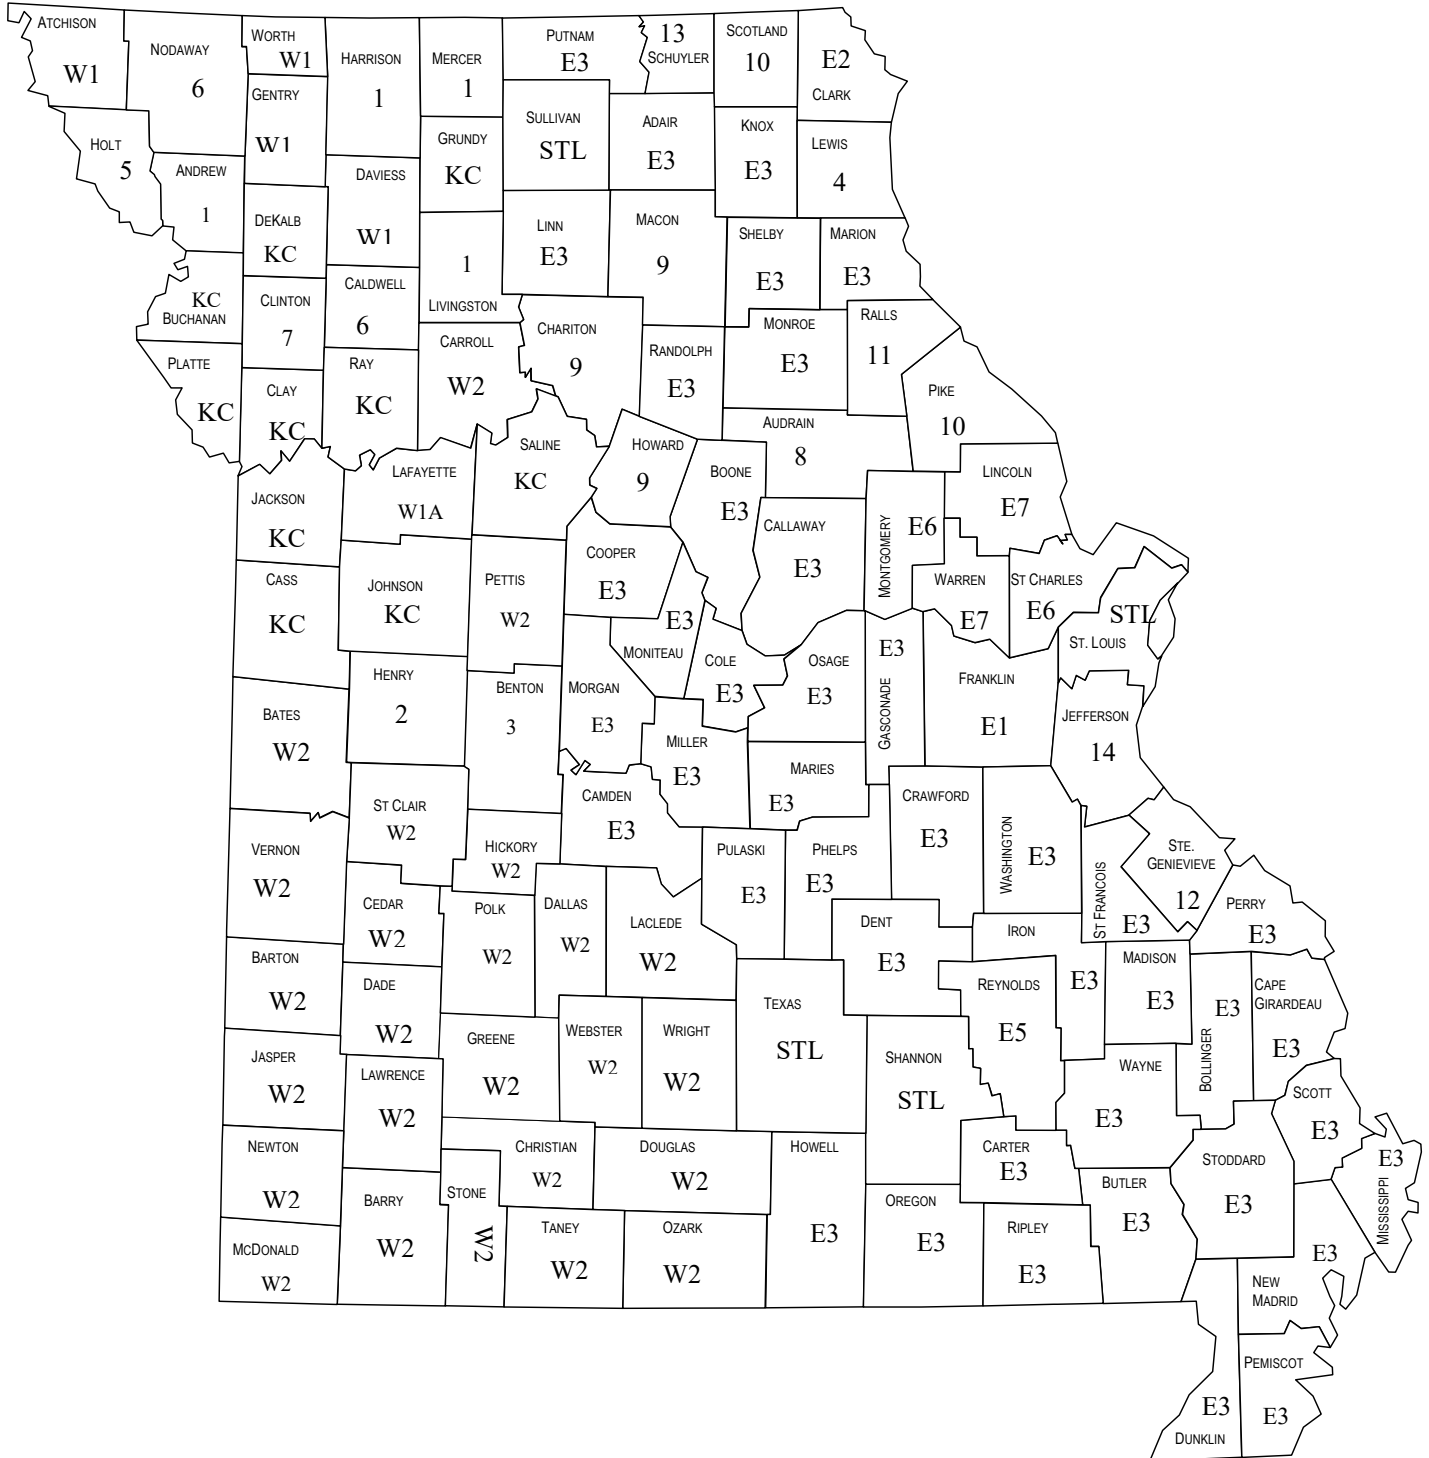 ATCHISON
W1
NODAWAY
6
WORTH
W1
HARRISON
1
MERCER
1
PUTNAM
E3
13
SCHUYLER
SCOTLAND
10
E2
CLARK
GENTRY
W1
HOLT
5
ANDREW
1
DEKALB
KC
DAVIESS
W1
GRUNDY
KC
SULLIVAN
STL
ADAIR
E3
KNOX
E3
LEWIS
4
LINN
E3
MACON
9
SHELBY
E3
MARION
E3
1
LIVINGSTON
KC
BUCHANAN
CLINTON
7
CALDWELL
6
CARROLL
W2
CHARITON
9
RANDOLPH
E3
MONROE
E3
RALLS
11
PLATTE
KC
CLAY
KC
RAY
KC
PIKE
10
AUDRAIN
8
SALINE
KC
HOWARD
9
BOONE
E3
JACKSON
KC
LAFAYETTE
W1A
CALLAWAY
E3
MONTGOMERY
E6
LINCOLN
E7
COOPER
E3
CASS
KC
JOHNSON
KC
PETTIS
W2
E3
MONITEAU
WARREN
E7
ST CHARLES
E6
STL
ST. LOUIS
COLE
E3
OSAGE
E3
E3
GASCONADE
FRANKLIN
E1
JEFFERSON
14
HENRY
2
BENTON
3
MORGAN
E3
BATES
W2
MILLER
E3
MARIES
E3
CAMDEN
E3
CRAWFORD
E3
WASHINGTON
E3
ST CLAIR
W2
HICKORY
W2
VERNON
W2
PULASKI
E3
PHELPS
E3
ST FRANCOIS
E3
STE.
GENIEVIEVE
12
PERRY
E3
CEDAR
W2
POLK
W2
DALLAS
W2
LACLEDE
W2
DENT
E3
IRON
E3
BARTON
W2
DADE
W2
TEXAS
STL
REYNOLDS
E5
MADISON
E3
BOLLINGER
E3
CAPE
GIRARDEAU
E3
JASPER
W2
LAWRENCE
W2
GREENE
W2
WEBSTER
W2
WRIGHT
W2
SHANNON
STL
WAYNE
E3
SCOTT
E3
NEWTON
W2
CHRISTIAN
W2
DOUGLAS
W2
HOWELL
E3
CARTER
E3
STODDARD
E3
E3
MISSISSIPPI
BARRY
W2
STONE
W2
TANEY
W2
OZARK
W2
OREGON
E3
RIPLEY
E3
BUTLER
E3
MCDONALD
W2
E3
NEW
MADRID
PEMISCOT
E3
E3
DUNKLIN